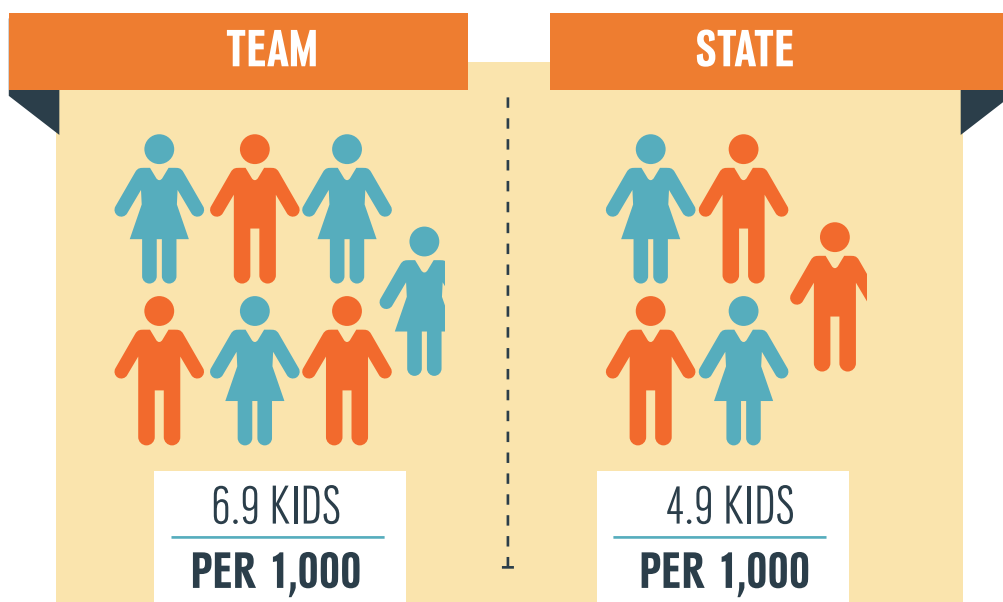 TEAM
STATE
6.9 KIDS
PER 1,000
4.9 KIDS
PER 1,000